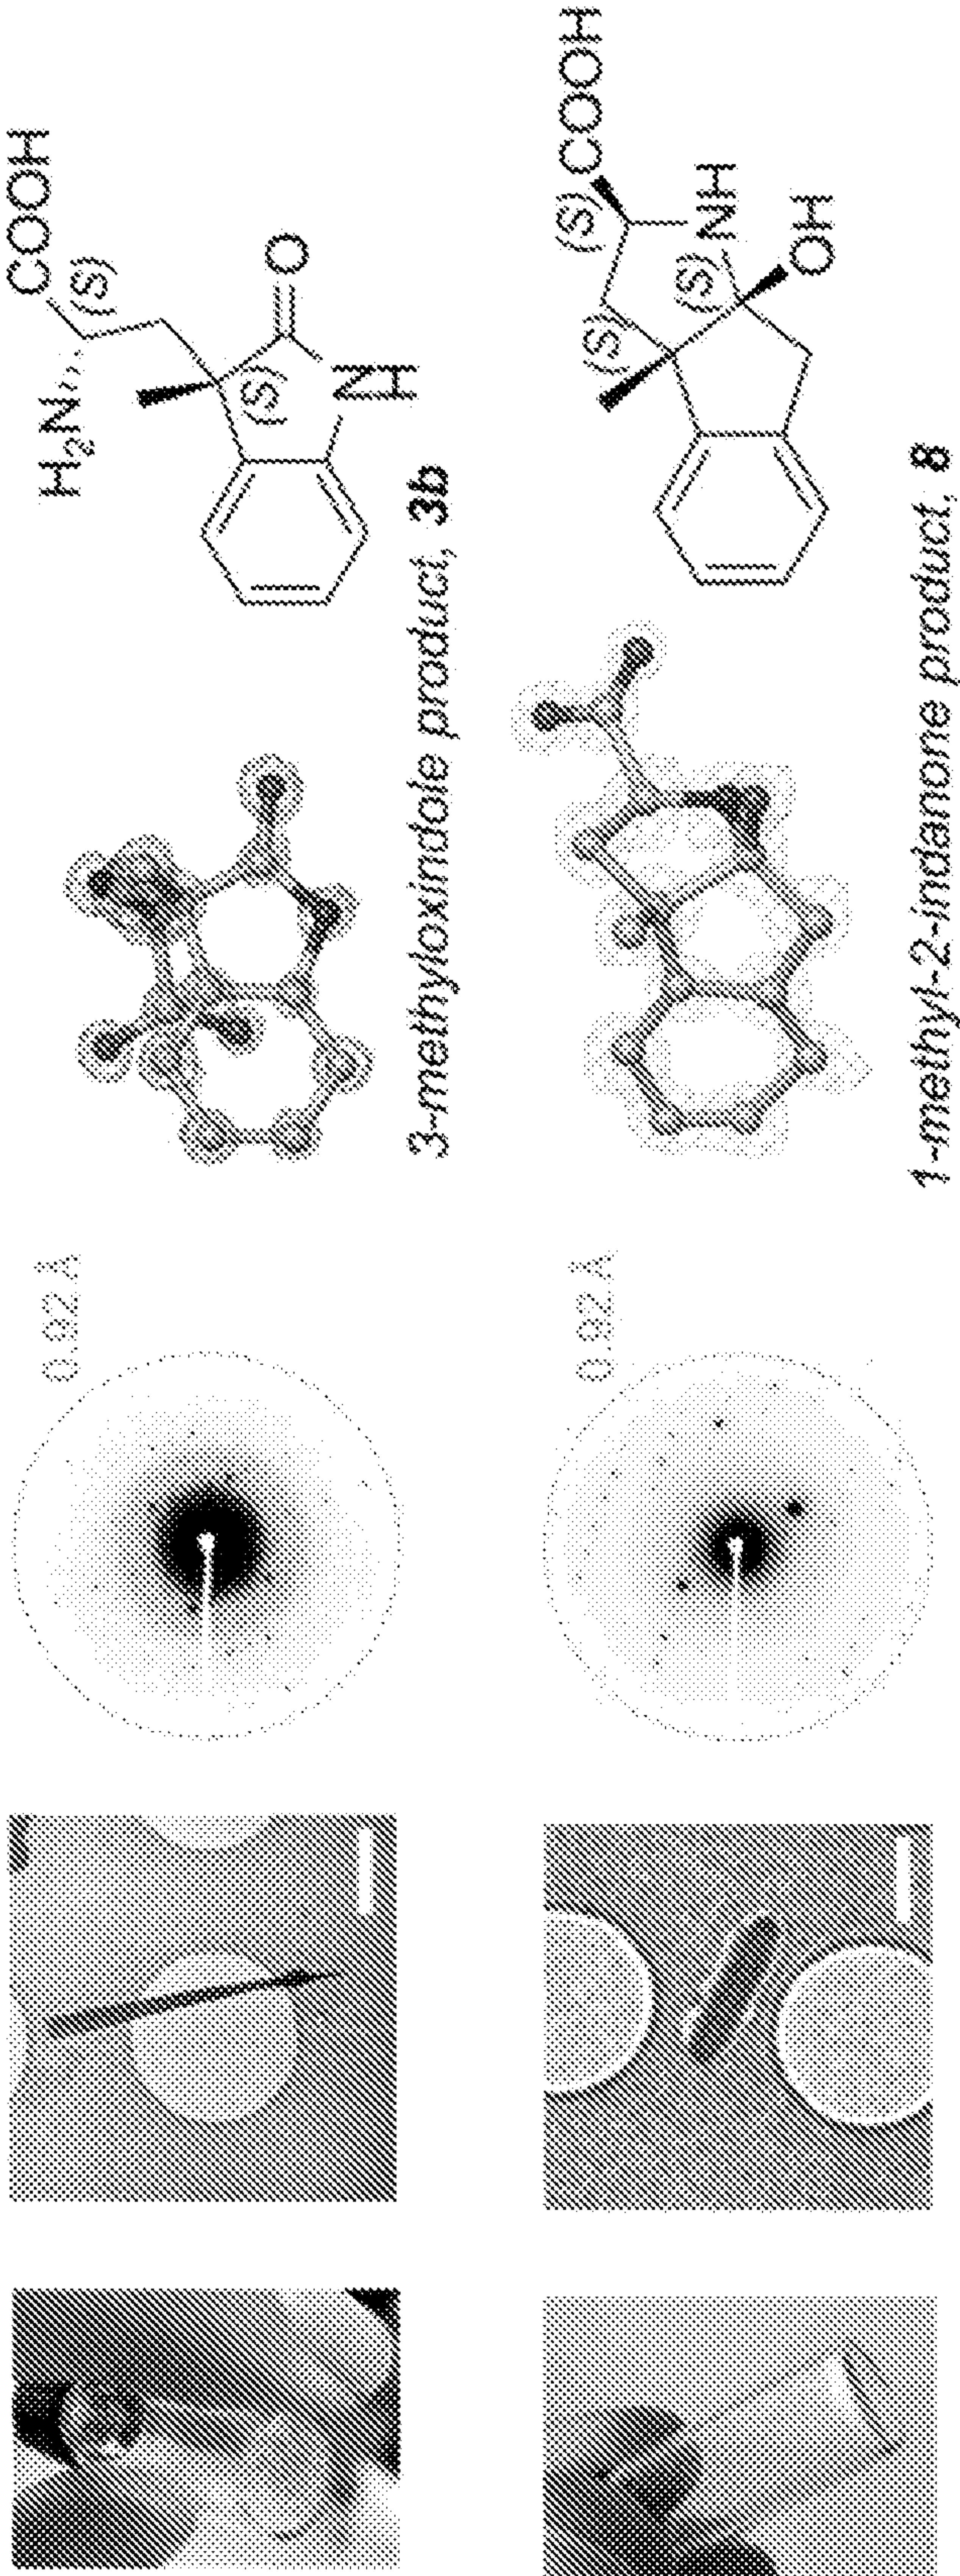 0.92 Å
H₂N
(S)
COOH
(S)
O
N
H
3-methyloxindole product, 3b
0.92 Å
(S)
(S)
COOH
(S)
NH
OH
1-methyl-2-indanone product, 8